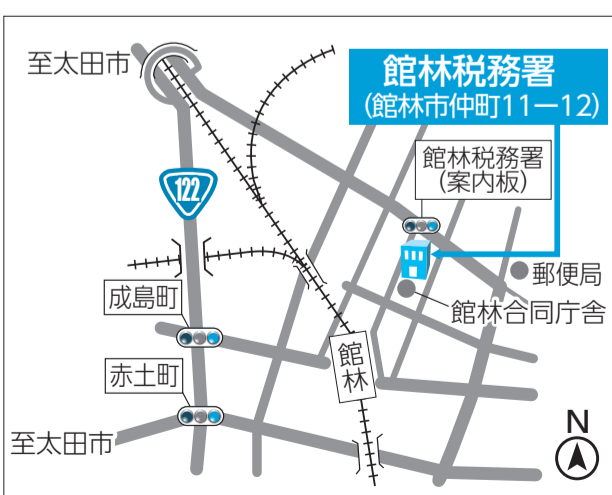 至太田市
館林税務署
(館林市仲町11ー12)
館林税務署
(案内板)
122
郵便局
成島町
館林合同庁舎
館林
赤土町
至太田市
N